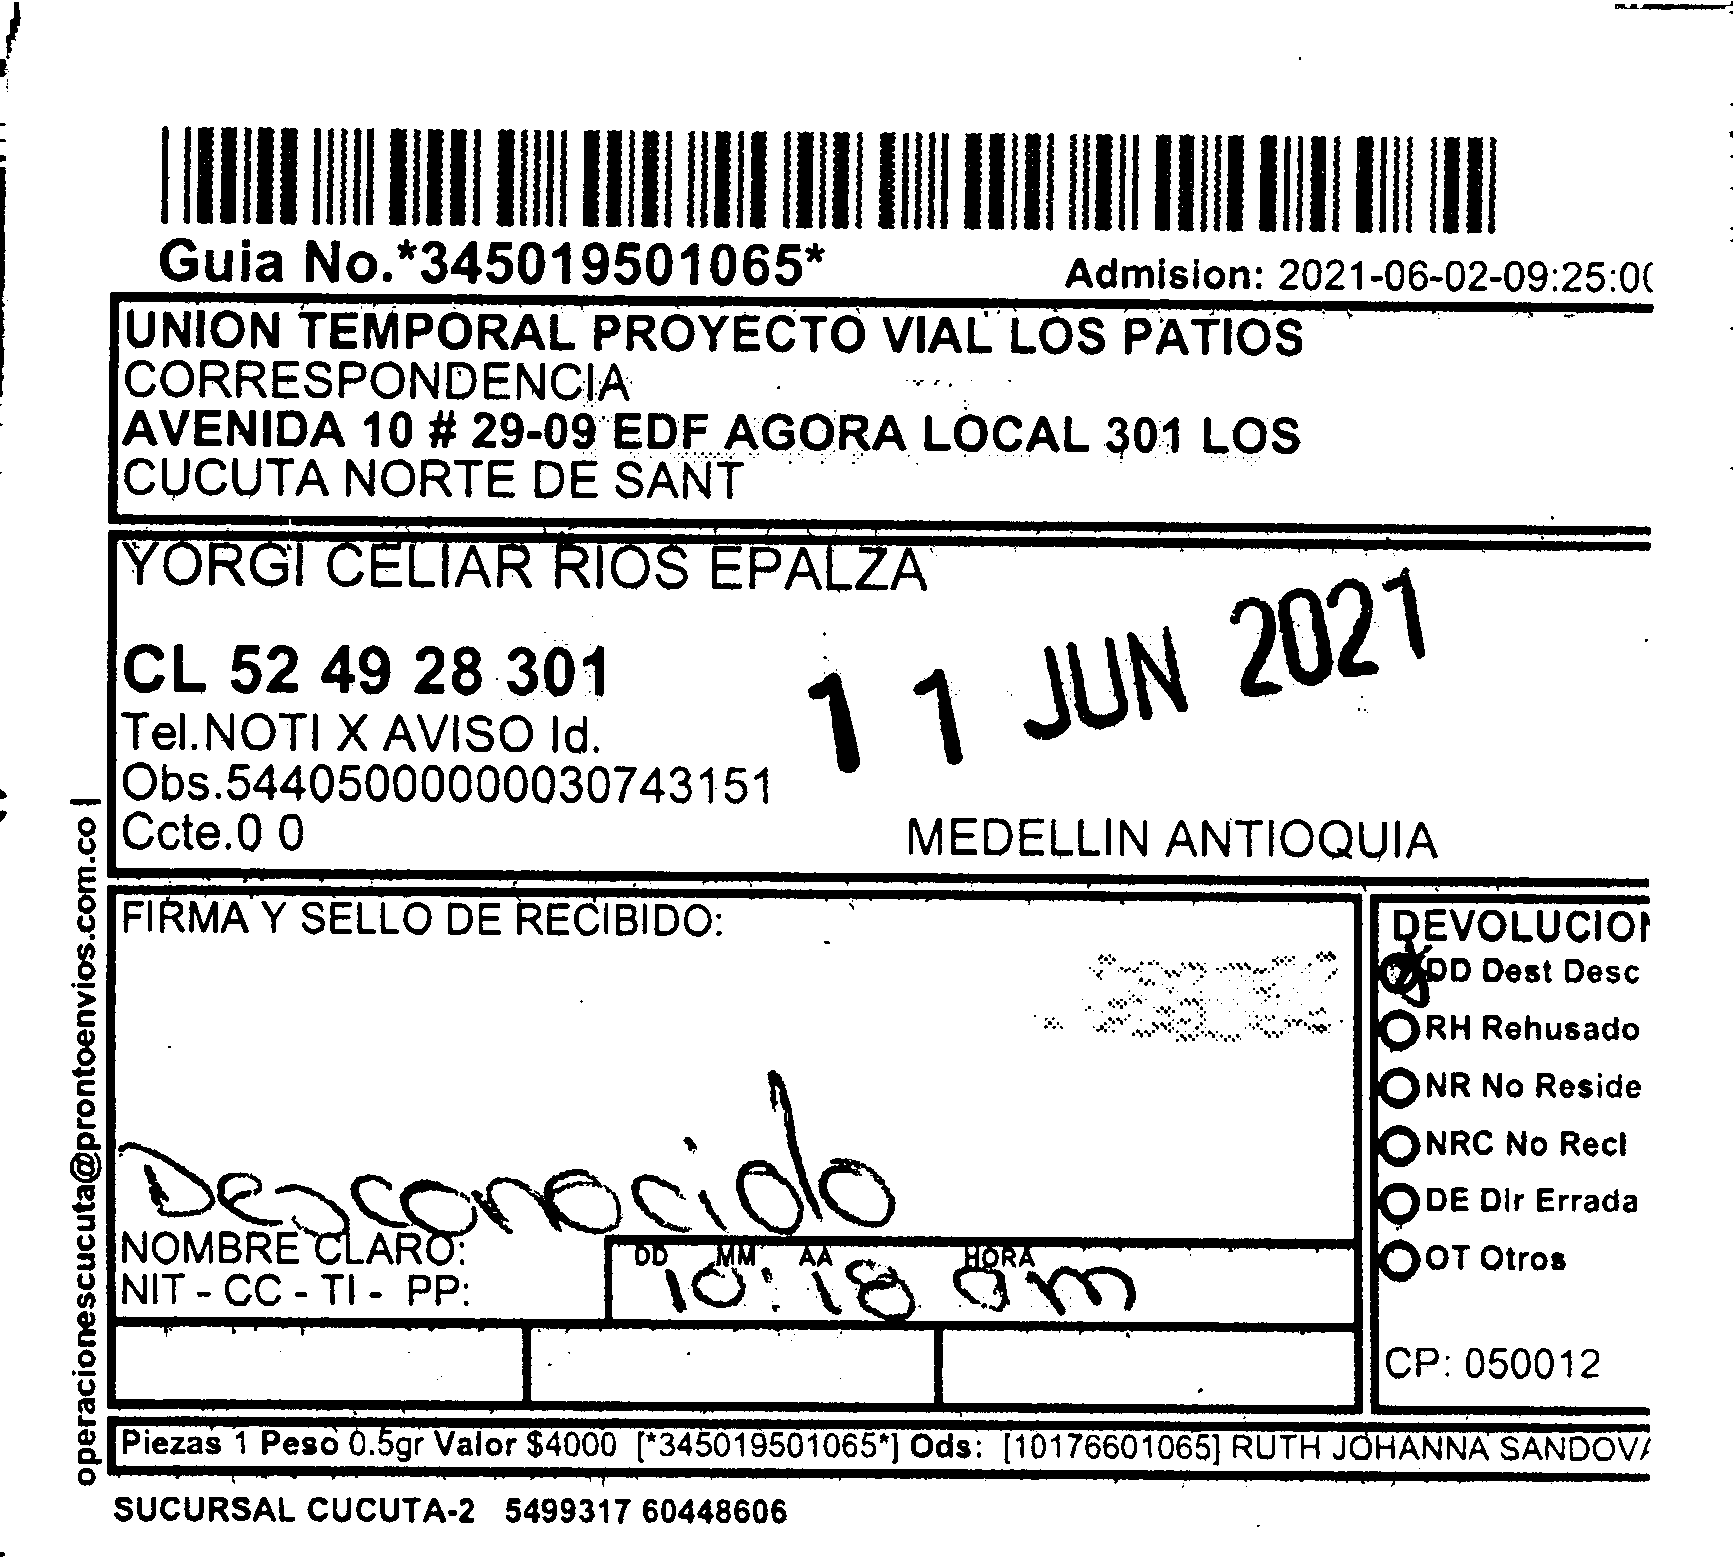 Guia No.*345019501065*
Admision: 2021-06-02-09:25:0
UNION TEMPORAL PROYECTO VIAL LOS PATIOS
CORRESPONDENCIA
AVENIDA 10 # 29-09 EDF AGORA LOCAL 301 LOS
CUCUTA NORTE DE SANT
YORGI CELIAR RIOS EPALZA
CL 52 49 28 301
11 JUN 2021
Tel.NOTI X AVISO Id.
Obs.544050000000030743151
Ccte.0 0
MEDELLIN ANTIOQUIA
FIRMA Y SELLO DE RECIBIDO:
Desconocido
NOMBRE CLARO:
NIT - CC - TI - PP:
DD MM AA HORA
10:18 am
DEVOLUCION
DD Dest Desc
RH Rehusado
NR No Reside
NRC No Recl
DE Dir Errada
OT Otros
CP: 050012
Piezas 1 Peso 0.5gr Valor $4000 [*345019501065*] Ods: [10176601065] RUTH JOHANNA SANDOVA
SUCURSAL CUCUTA-2 5499317 60448606
operacionescucuta@prontoenvios.com.co |